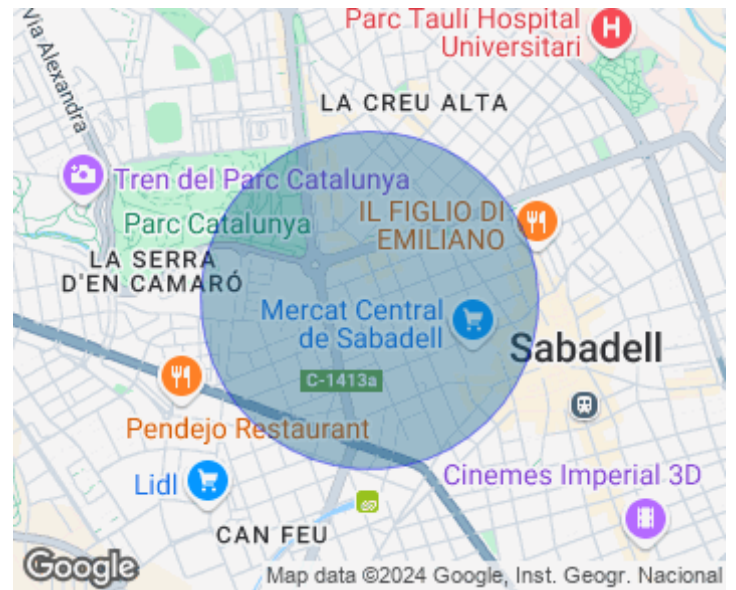 Via Alexandra
Parc Taulí Hospital
Universitari
H
LA CREU ALTA
Tren del Parc Catalunya
Parc Catalunya
IL FIGLIO DI
EMILIANO
LA SERRA
D'EN CAMARÓ
Mercat Central
de Sabadell
Sabadell
C-1413a
Pendejo Restaurant
Lidl
Cinemes Imperial 3D
CAN FEU
Google
Map data ©2024 Google, Inst. Geogr. Nacional